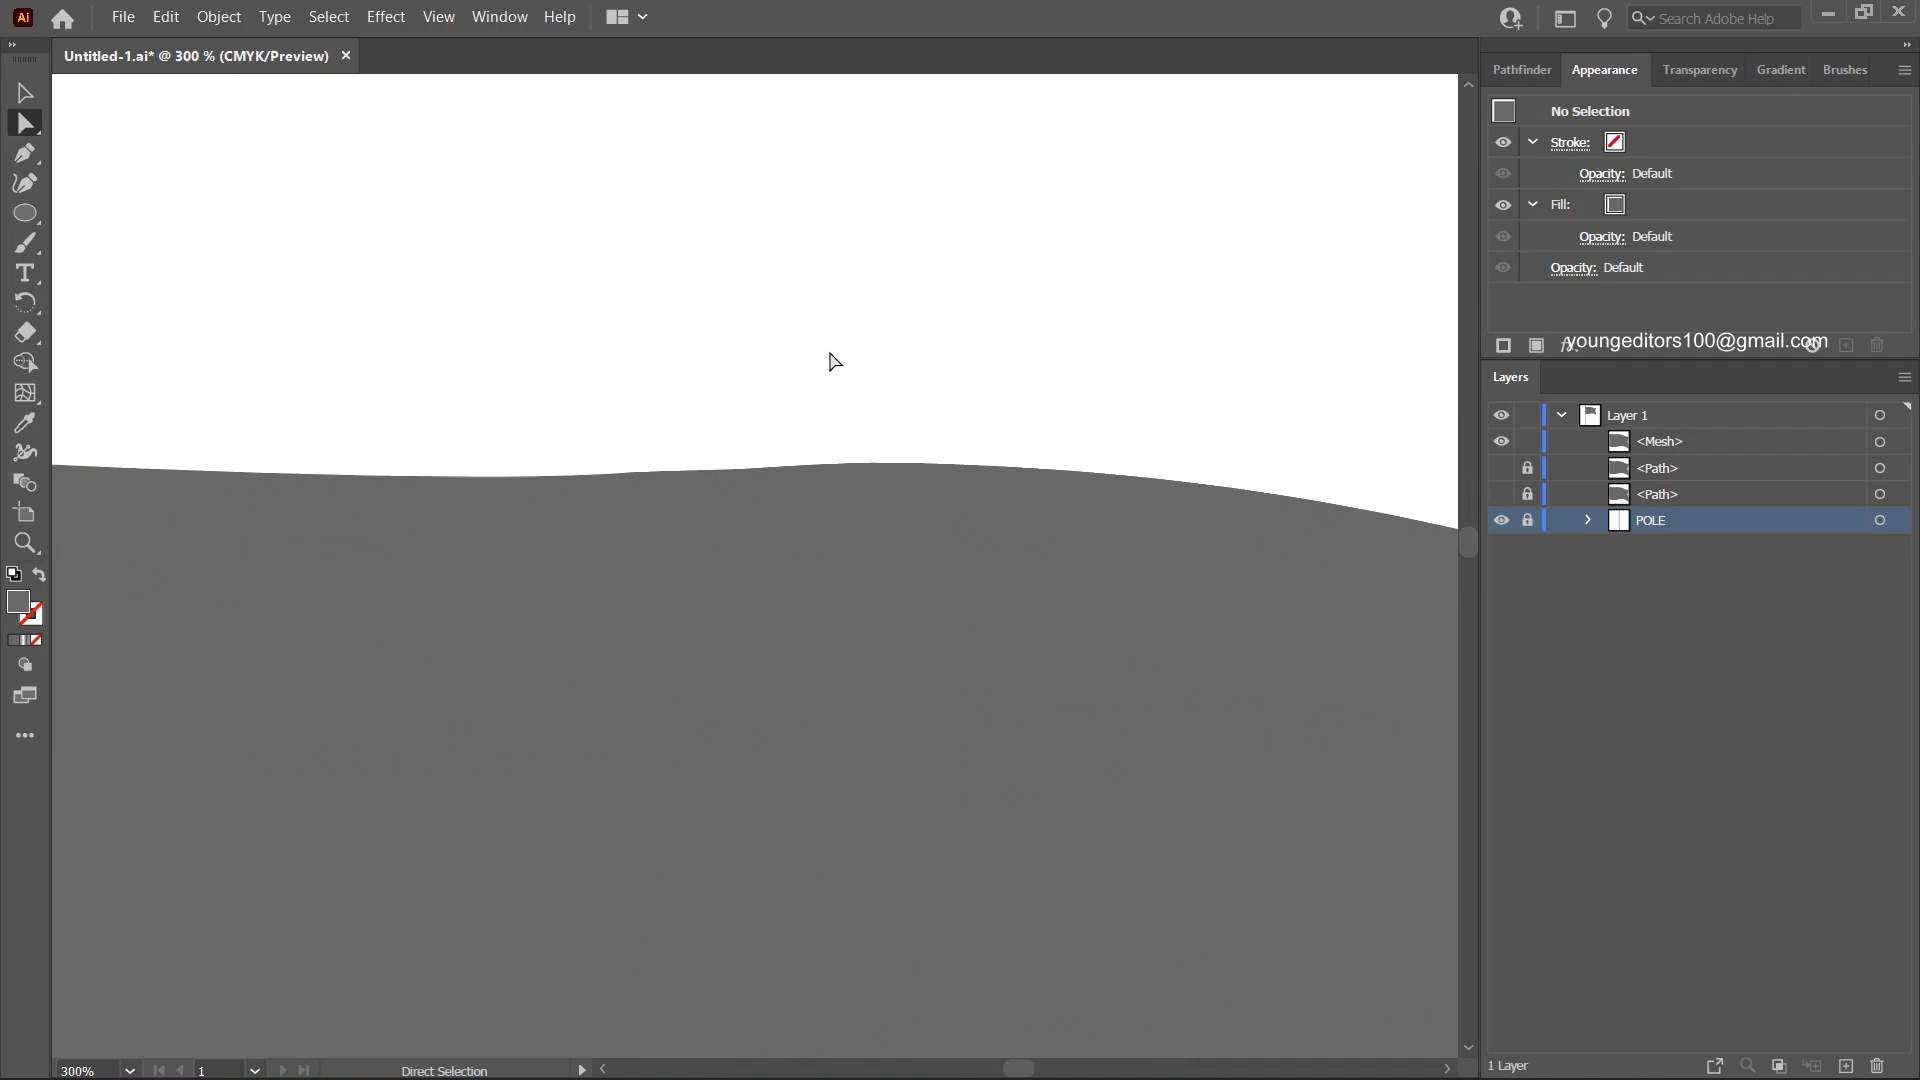 Ai File Edit Object Type Select Effect View Window Help Search Adobe Help
Untitled-1.ai* @ 300 % (CMYK/Preview)
Pathfinder Appearance Transparency Gradient Brushes
No Selection
Stroke:
Opacity: Default
Fill:
Opacity: Default
Opacity: Default
youngeditors100@gmail.com
Layers
Layer 1
<Mesh>
<Path>
<Path>
POLE
300% 1 Direct Selection
1 Layer